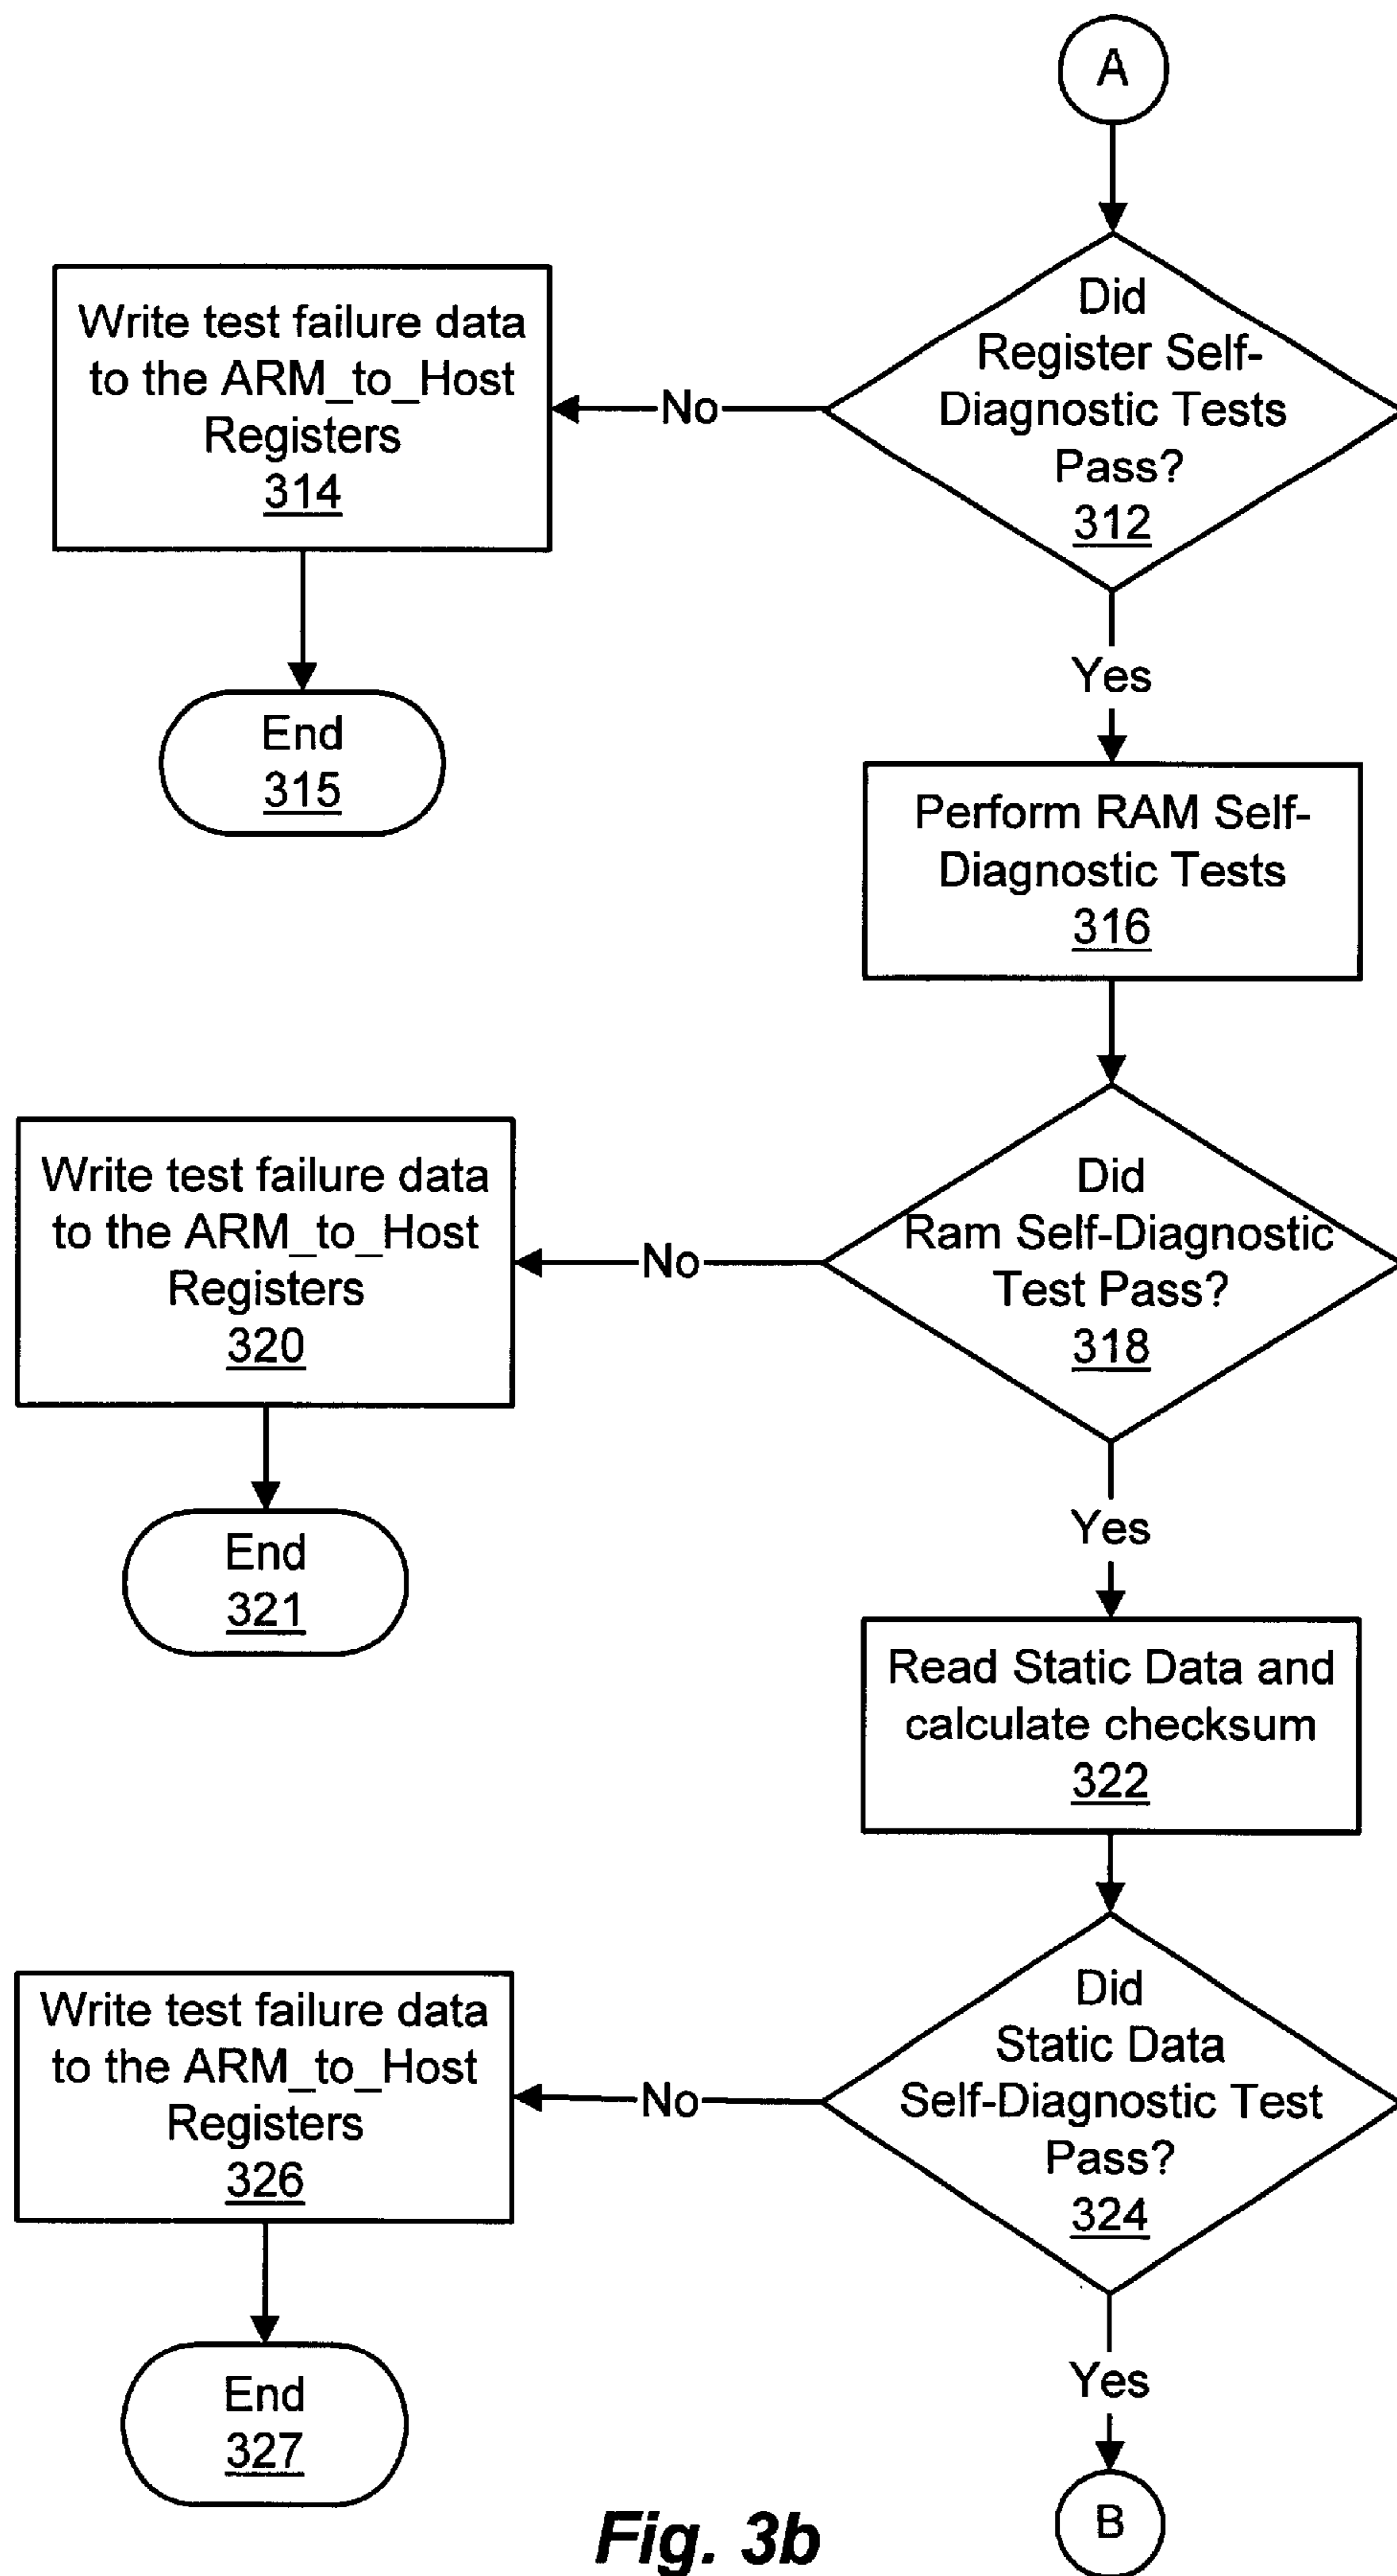 A
Did
Register Self-
Diagnostic Tests
Pass?
312
No
Write test failure data
to the ARM_to_Host
Registers
314
End
315
Yes
Perform RAM Self-
Diagnostic Tests
316
Did
Ram Self-Diagnostic
Test Pass?
318
No
Write test failure data
to the ARM_to_Host
Registers
320
End
321
Yes
Read Static Data and
calculate checksum
322
Did
Static Data
Self-Diagnostic Test
Pass?
324
No
Write test failure data
to the ARM_to_Host
Registers
326
End
327
Yes
B
Fig. 3b